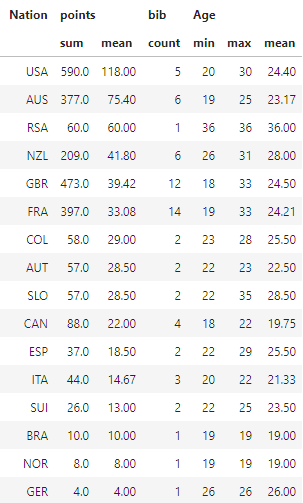 Nation points bib Age
sum mean count min max mean
USA 590.0 118.00 5 20 30 24.40
AUS 377.0 75.40 6 19 25 23.17
RSA 60.0 60.00 1 36 36 36.00
NZL 209.0 41.80 6 26 31 28.00
GBR 473.0 39.42 12 18 33 24.50
FRA 397.0 33.08 14 19 33 24.21
COL 58.0 29.00 2 23 28 25.50
AUT 57.0 28.50 2 22 23 22.50
SLO 57.0 28.50 2 22 35 28.50
CAN 88.0 22.00 4 18 22 19.75
ESP 37.0 18.50 2 22 29 25.50
ITA 44.0 14.67 3 20 22 21.33
SUI 26.0 13.00 2 22 25 23.50
BRA 10.0 10.00 1 19 19 19.00
NOR 8.0 8.00 1 19 19 19.00
GER 4.0 4.00 1 26 26 26.00